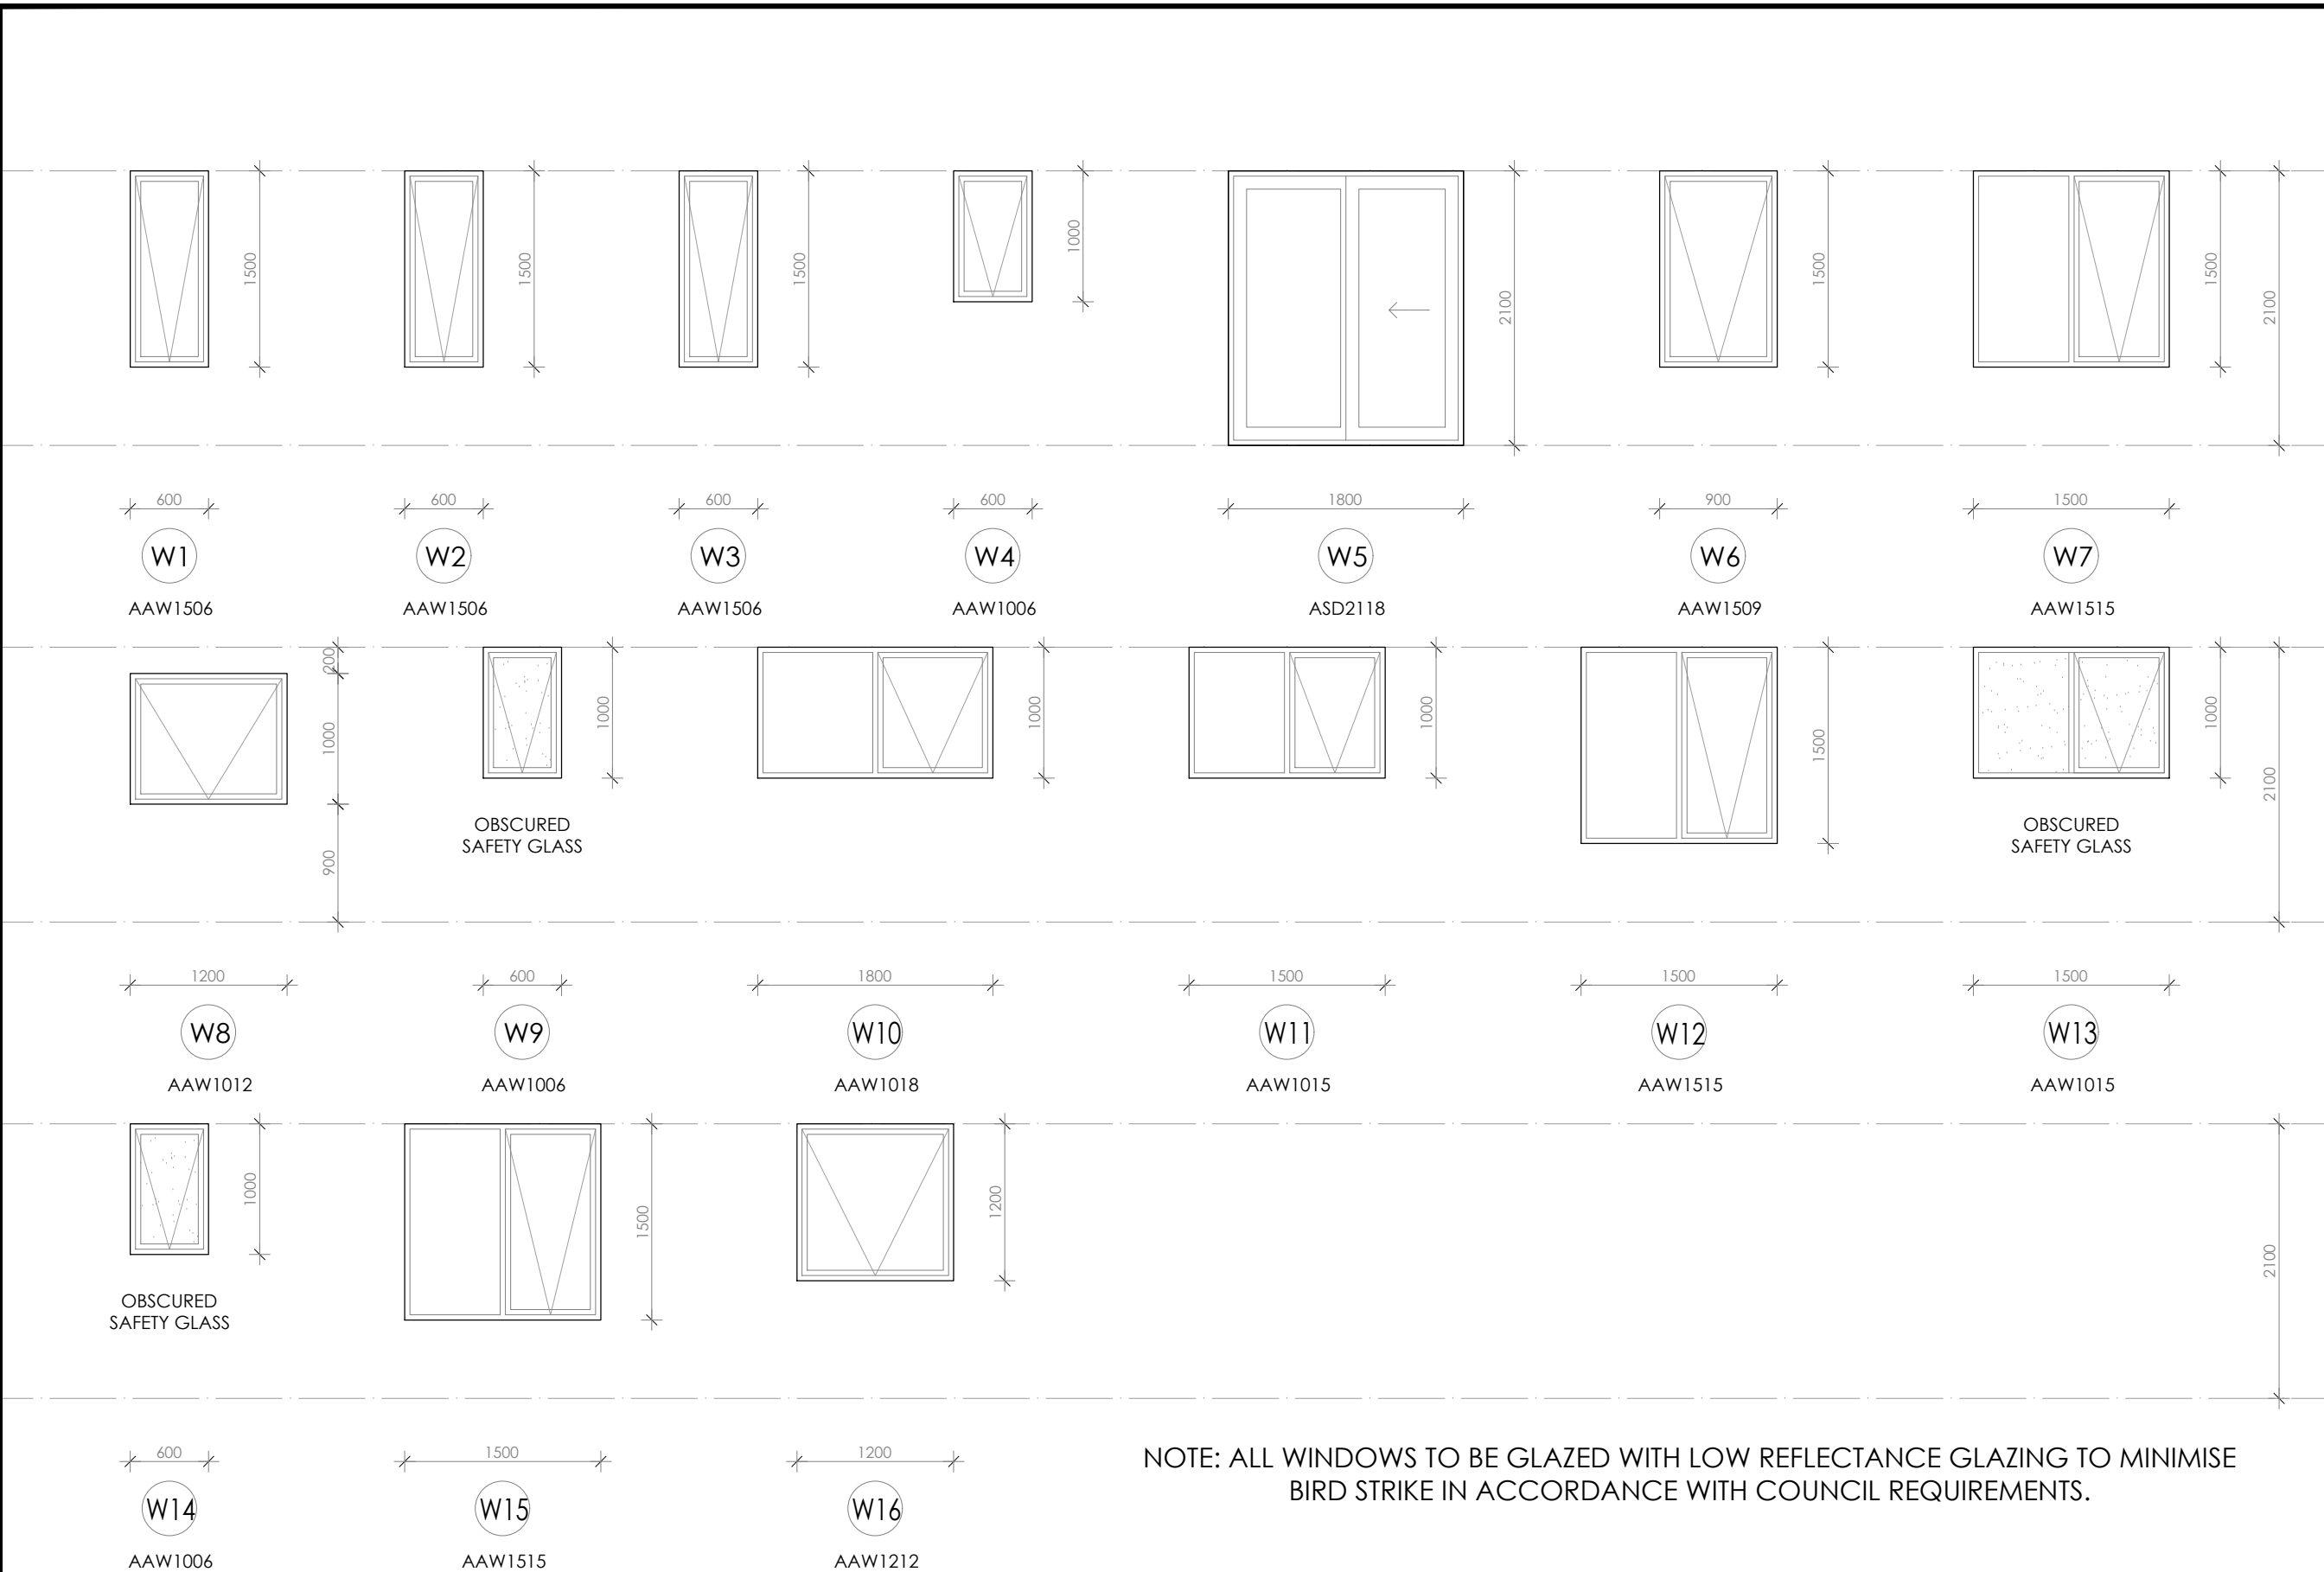 1500
1500
1500
1000
2100
1500
1500
2100
600
600
600
600
1800
900
1500
W1
W2
W3
W4
W5
W6
W7
AAW1506
AAW1506
AAW1506
AAW1006
ASD2118
AAW1509
AAW1515
200
1000
900
1000
1000
1000
1500
1000
2100
OBSCURED
SAFETY GLASS
OBSCURED
SAFETY GLASS
1200
600
1800
1500
1500
1500
W8
W9
W10
W11
W12
W13
AAW1012
AAW1006
AAW1018
AAW1015
AAW1515
AAW1015
1000
1500
1200
2100
OBSCURED
SAFETY GLASS
600
1500
1200
W14
W15
W16
AAW1006
AAW1515
AAW1212
NOTE: ALL WINDOWS TO BE GLAZED WITH LOW REFLECTANCE GLAZING TO MINIMISE
BIRD STRIKE IN ACCORDANCE WITH COUNCIL REQUIREMENTS.